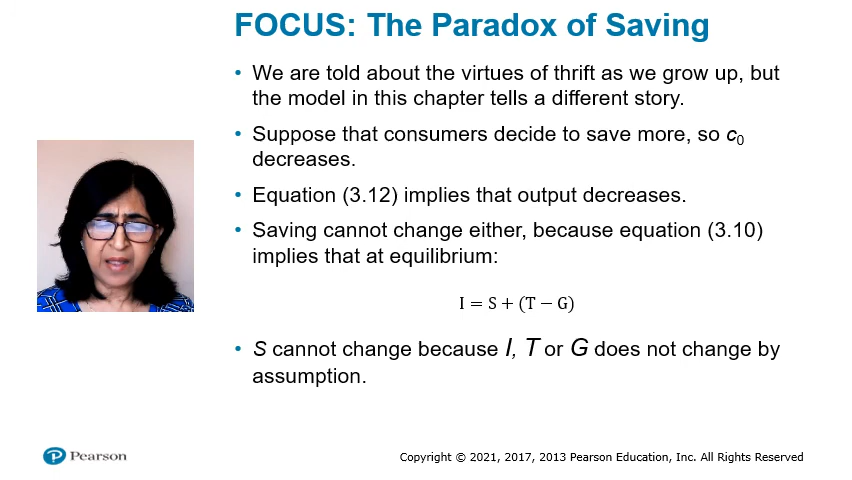 FOCUS: The Paradox of Saving
• We are told about the virtues of thrift as we grow up, but
the model in this chapter tells a different story.
• Suppose that consumers decide to save more, so c₀
decreases.
• Equation (3.12) implies that output decreases.
• Saving cannot change either, because equation (3.10)
implies that at equilibrium:
I = S + (T − G)
• S cannot change because I, T or G does not change by
assumption.
Pearson
Copyright © 2021, 2017, 2013 Pearson Education, Inc. All Rights Reserved